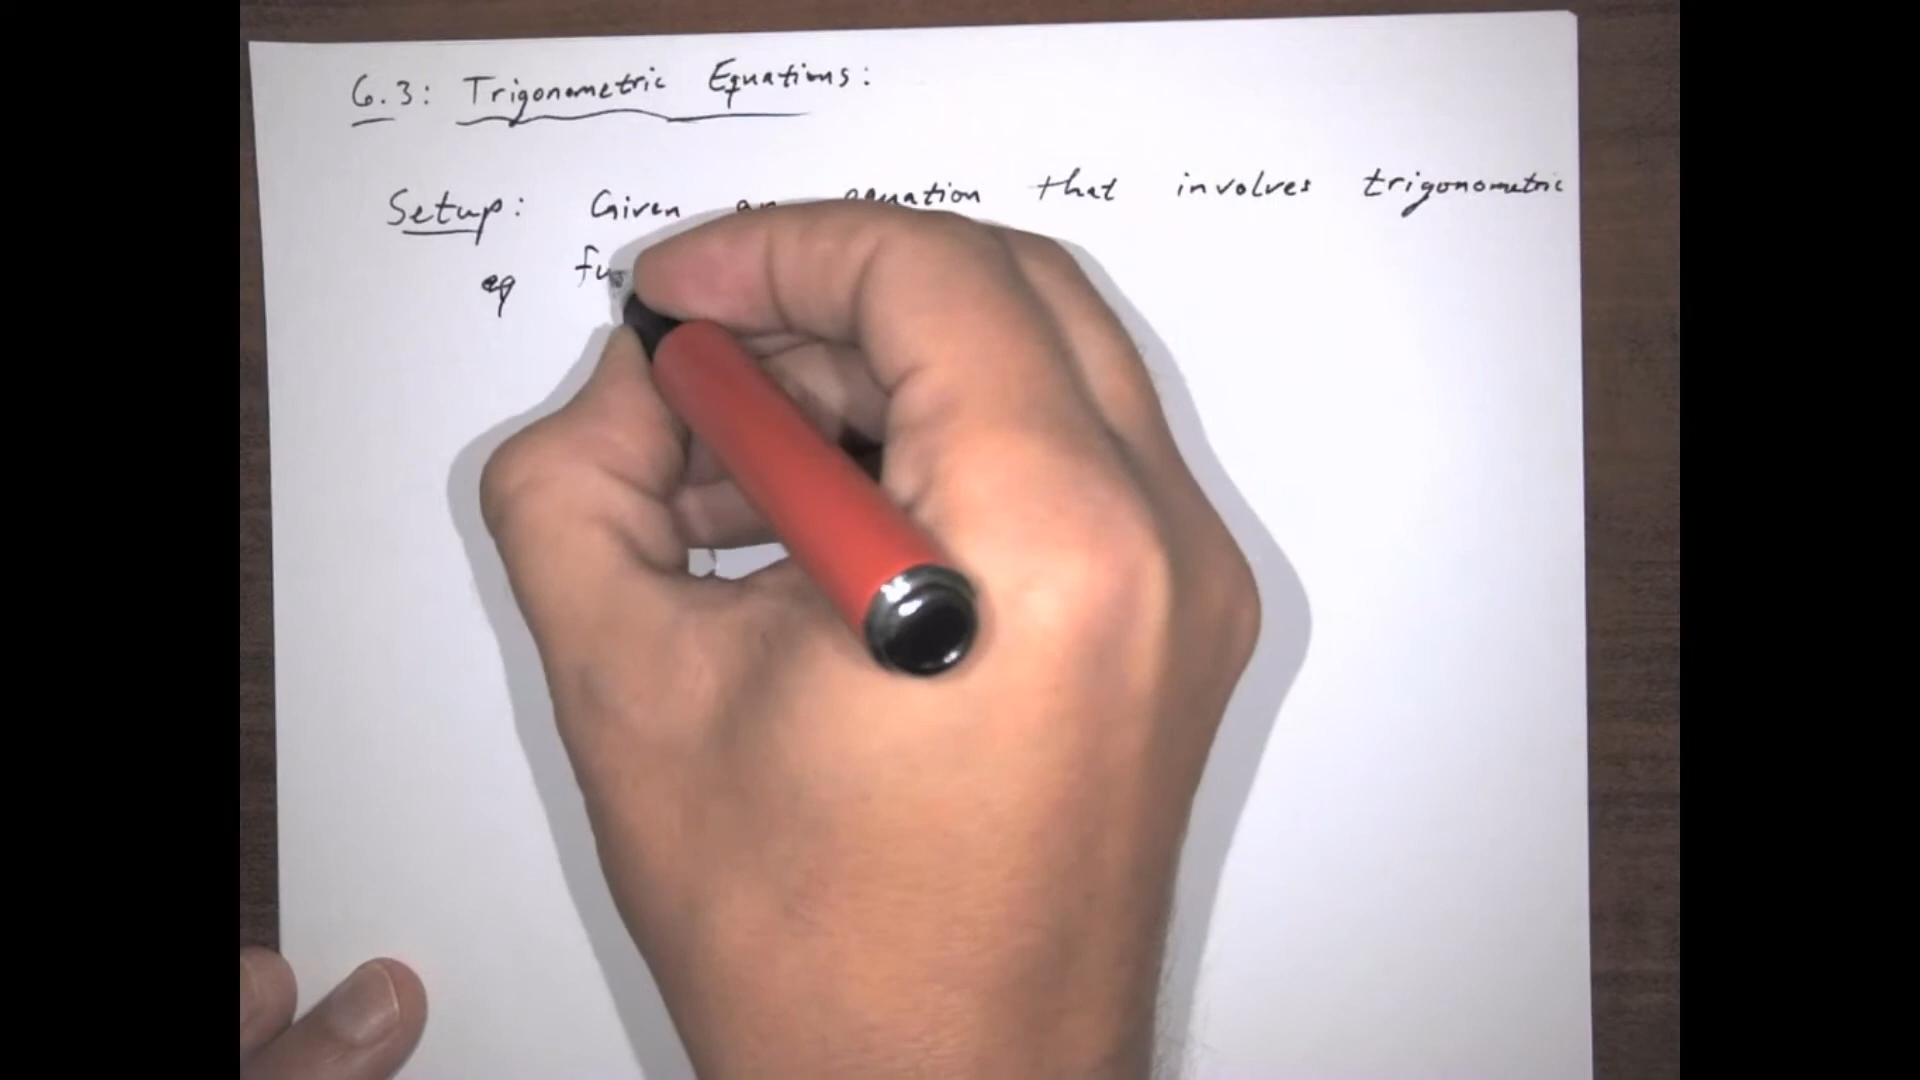 6.3: Trigonometric Equations:
Setup: Given an equation that involves trigonometric
eq fu